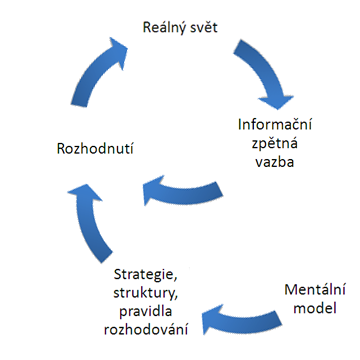 Reálný svět
Informační
zpětná
vazba
Rozhodnutí
Strategie,
struktury,
pravidla
rozhodování
Mentální
model